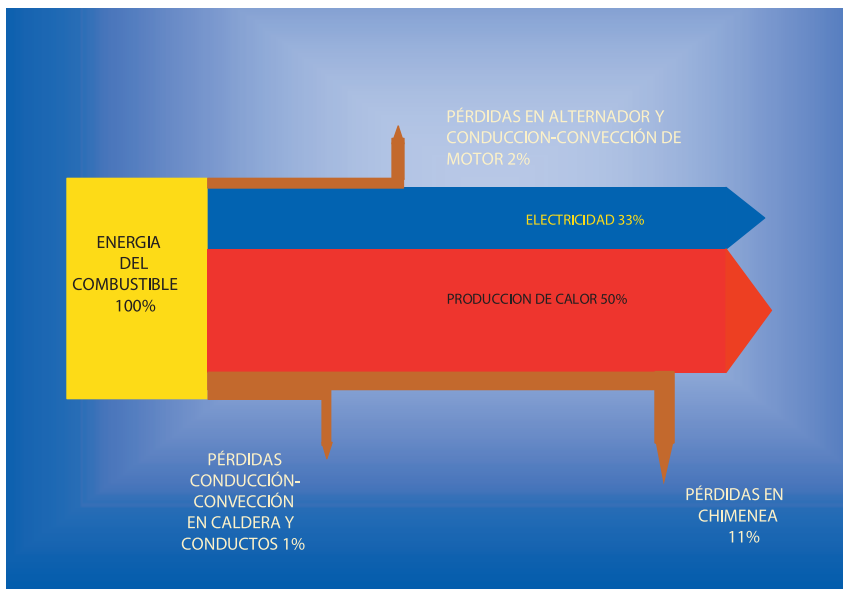 PÉRDIDAS EN ALTERNADOR Y
CONDUCCION-CONVECCIÓN DE
MOTOR 2%
ELECTRICIDAD 33%
ENERGIA
DEL
COMBUSTIBLE
100%
PRODUCCION DE CALOR 50%
PÉRDIDAS
CONDUCCIÓN-
CONVECCIÓN
EN CALDERA Y
CONDUCTOS 1%
PÉRDIDAS EN
CHIMENEA
11%